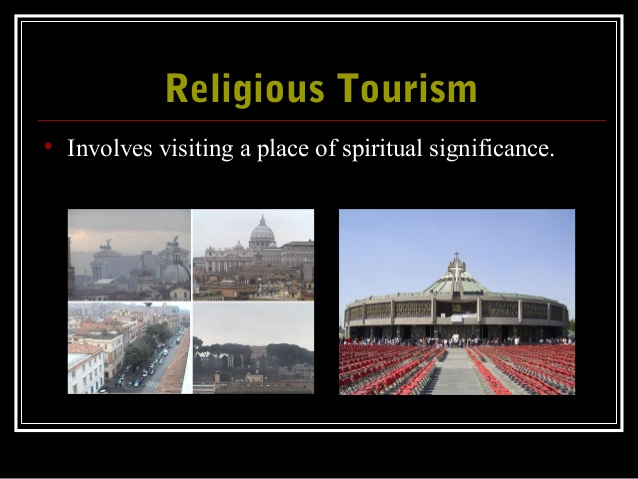 Religious Tourism
• Involves visiting a place of spiritual significance.